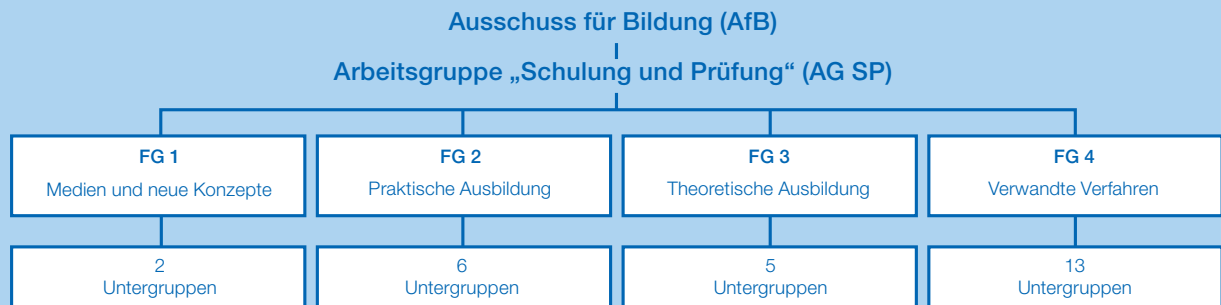 Ausschuss für Bildung (AfB)
Arbeitsgruppe „Schulung und Prüfung“ (AG SP)
FG 1
Medien und neue Konzepte
FG 2
Praktische Ausbildung
FG 3
Theoretische Ausbildung
FG 4
Verwandte Verfahren
2
Untergruppen
6
Untergruppen
5
Untergruppen
13
Untergruppen